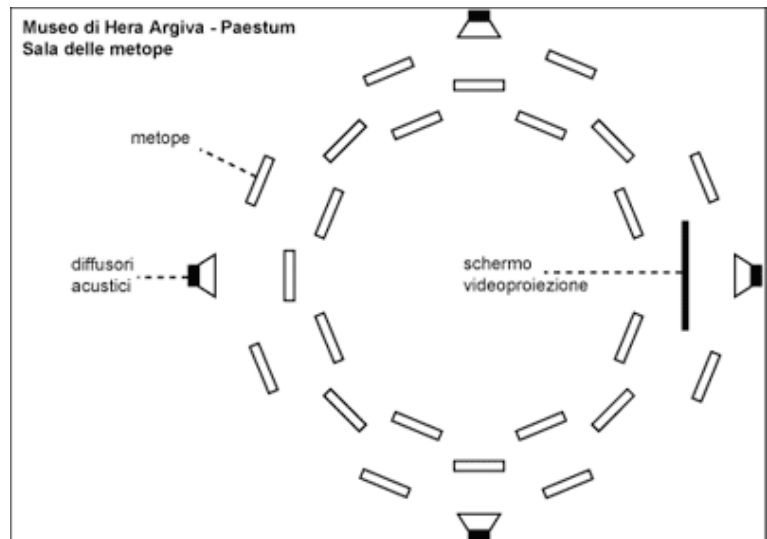 Museo di Hera Argiva - Paestum
Sala delle metope
metope
diffusori
acustici
schermo
videoproiezione